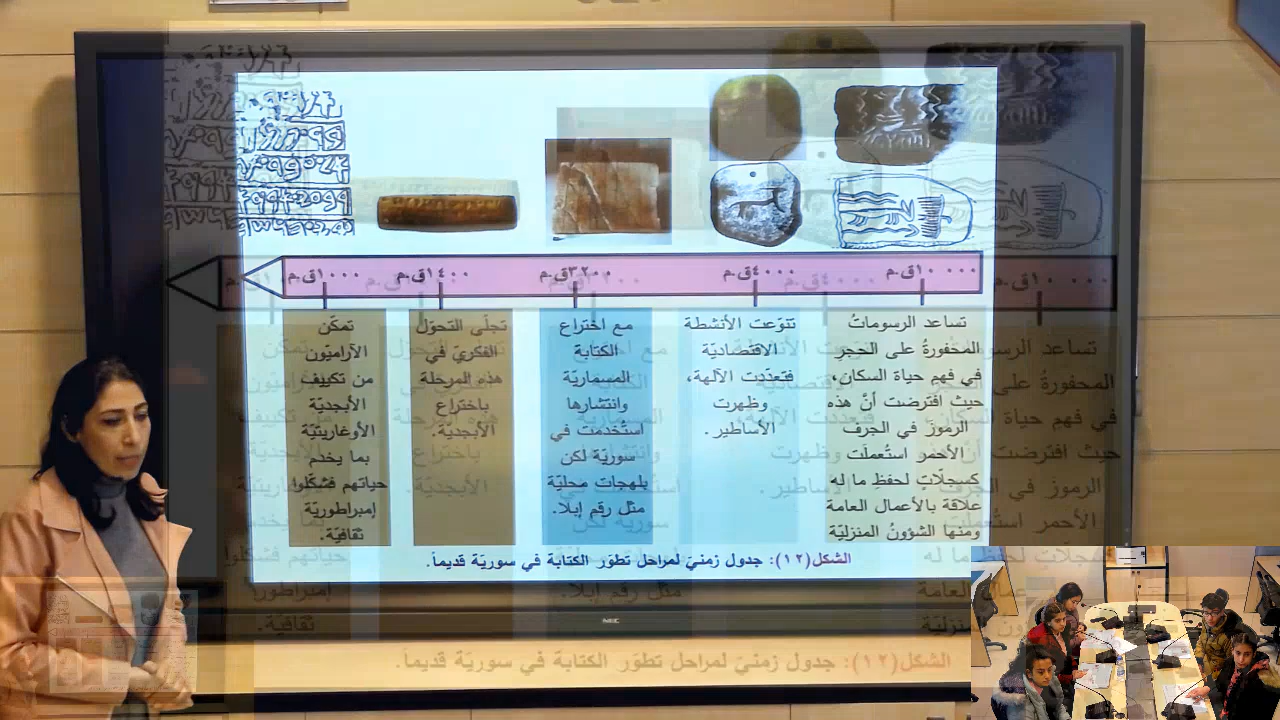 ١٠ ٠٠٠ق.م
٤٠٠٠ق.م
٣٢٠٠ق.م
١٤٠٠ق.م
١٠٠٠ق.م
تساعد الرسوماتُ
المحفورةُ على الحجرِ
في فهمِ حياة السكان،
حيث افترضت أنّ هذه
الرموزَ في الجرف
الأحمر استُعملت
كسجلّاتٍ لحفظِ ما له
علاقة بالأعمال العامة
ومنها الشؤونُ المنزليّة
تنوّعت الأنشطة
الاقتصاديّة
فتعدّدت الآلهة،
وظهرت
الأساطير.
مع اختراع
الكتابة
المسماريّة
وانتشارها
استُخدمت في
سوريّة لكن
بلهجات محليّة
مثل رقم إبلا.
تجلّى التحوّل
الفكريّ في
هذه المرحلة
باختراع
الأبجديّة.
تمكّن
الآراميّون
من تكييف
الأبجديّة
الأوغاريتيّة
بما يخدم
حياتهم فشكّلوا
إمبراطوريّة
ثقافيّة.
الشكل(١٢): جدول زمنيّ لمراحل تطوّر الكتابة في سوريّة قديماً.
NEC